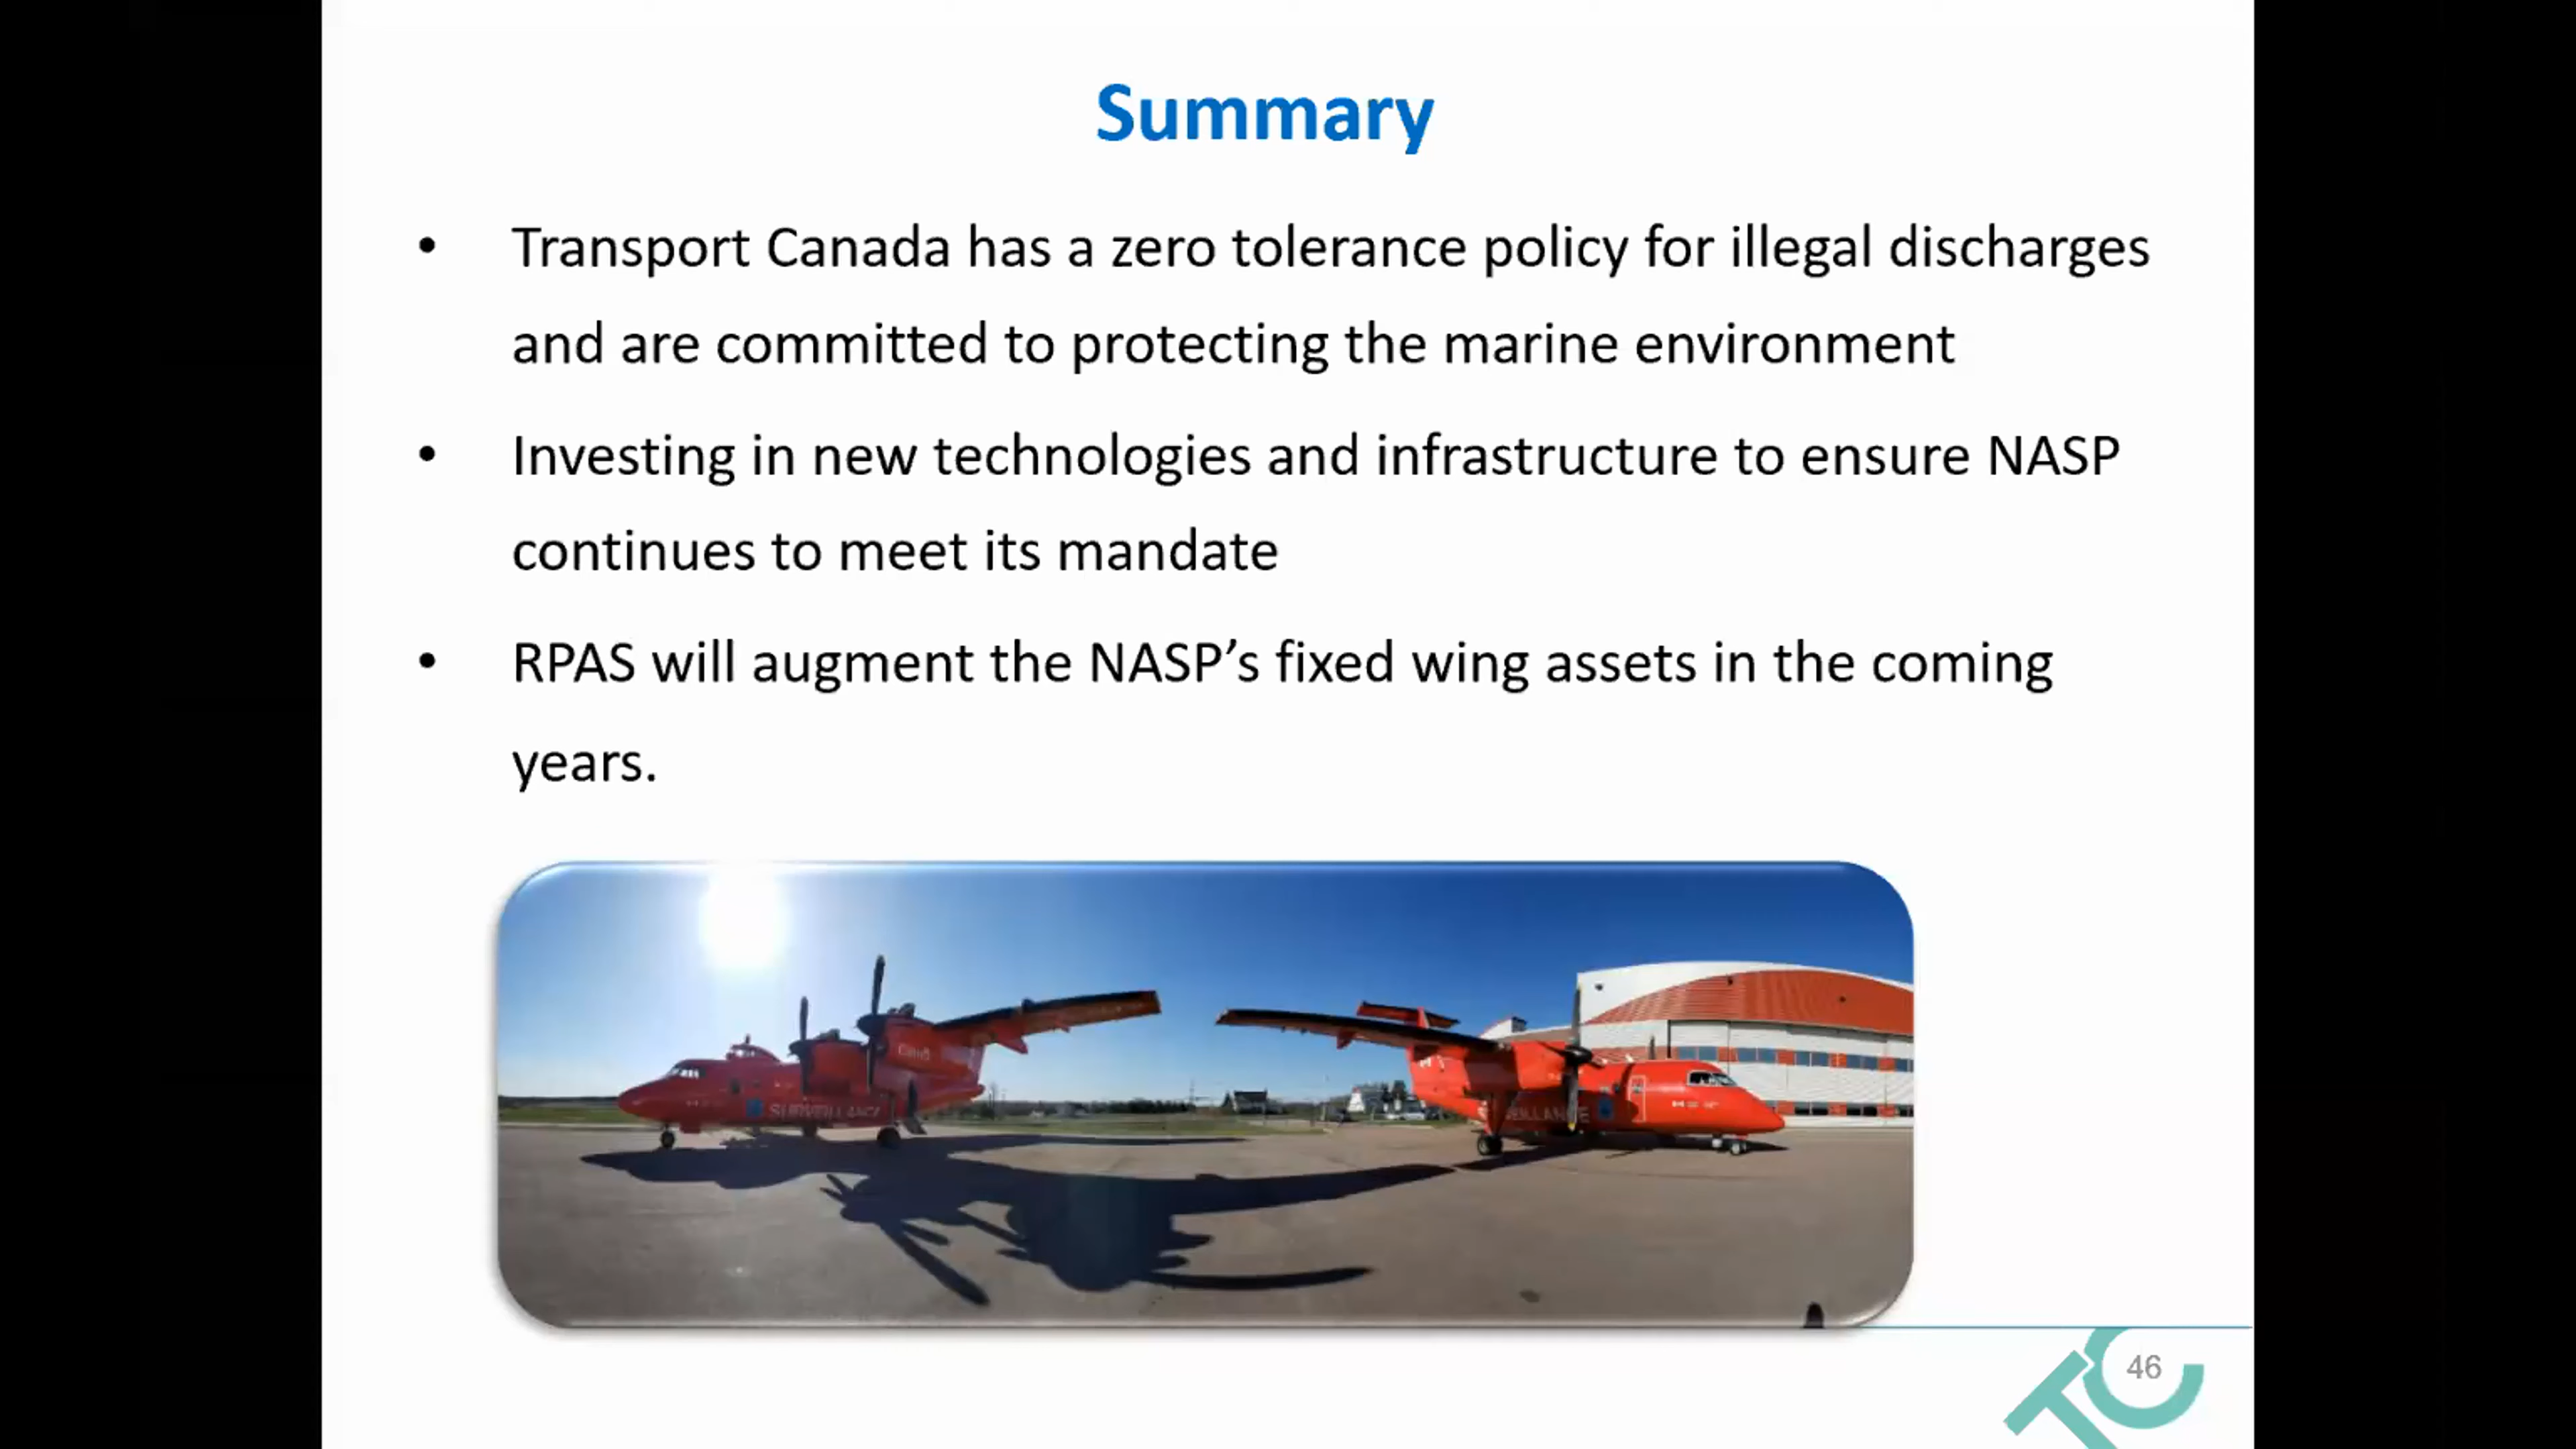 Summary
• Transport Canada has a zero tolerance policy for illegal discharges
and are committed to protecting the marine environment
• Investing in new technologies and infrastructure to ensure NASP
continues to meet its mandate
• RPAS will augment the NASP’s fixed wing assets in the coming
years.
SURVEILLANCE
TC
46